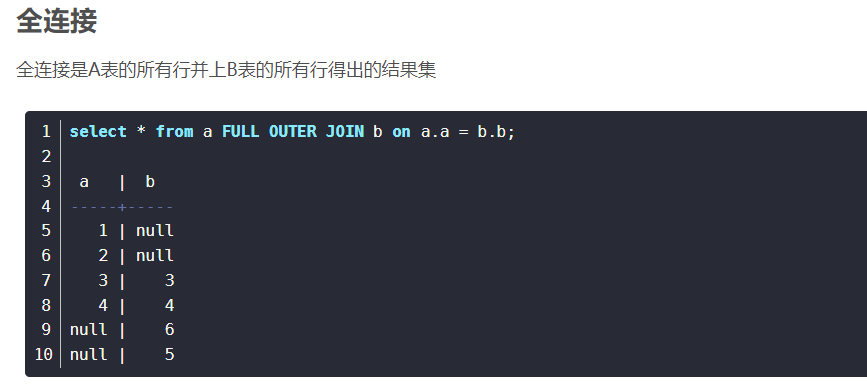 全连接
全连接是A表的所有行并上B表的所有行得出的结果集
1 select * from a FULL OUTER JOIN b on a.a = b.b;
2
3  a   |  b
4 -----+-----
5    1 | null
6    2 | null
7    3 |    3
8    4 |    4
9 null |    6
10 null |    5